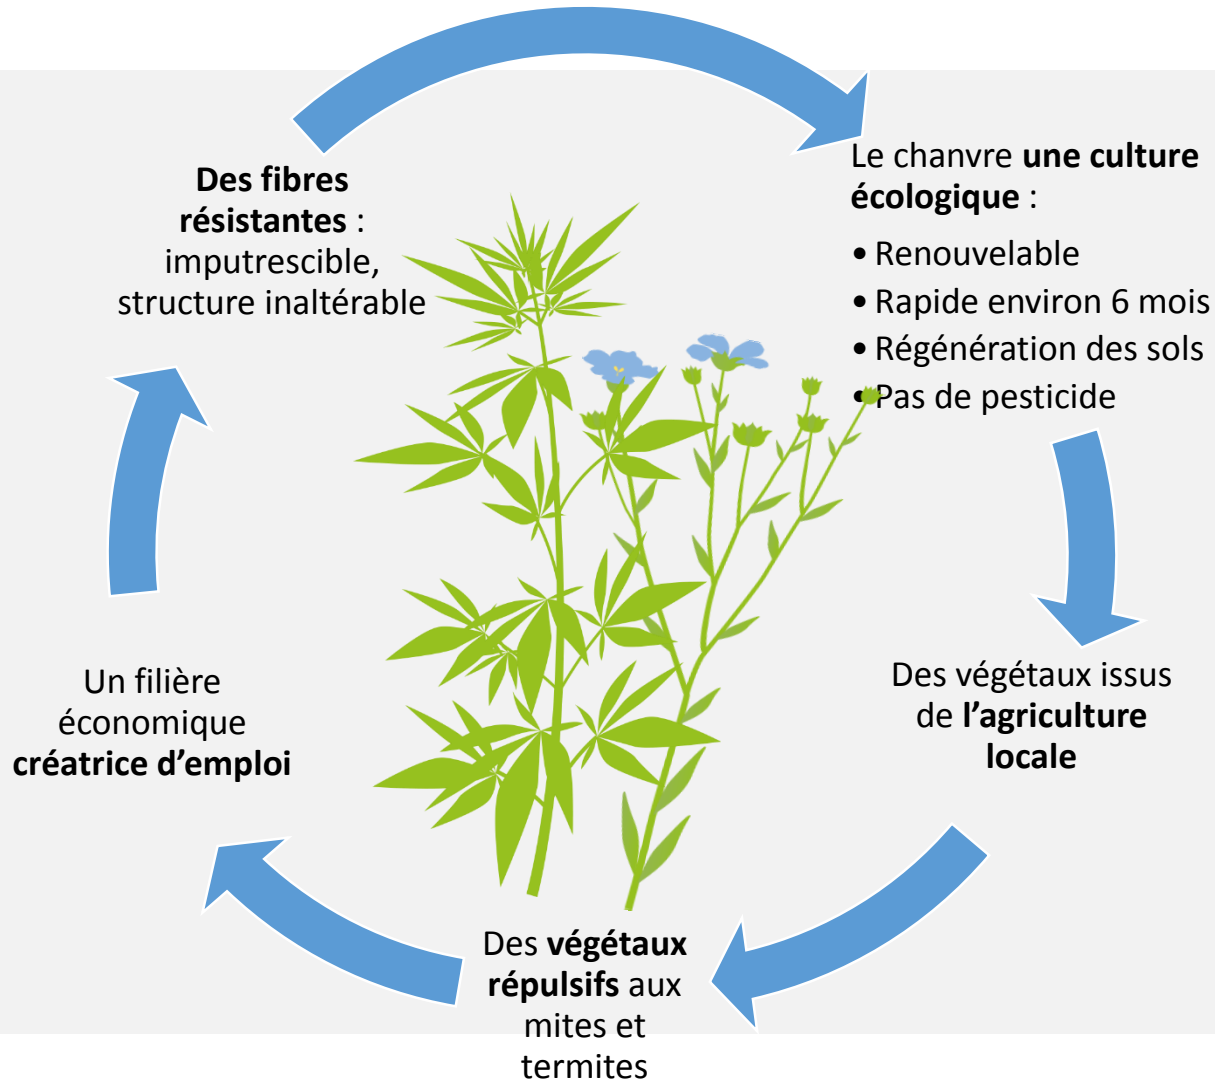 Des fibres
résistantes :
imputrescible,
structure inaltérable
Le chanvre une culture
écologique :
• Renouvelable
• Rapide environ 6 mois
• Régénération des sols
• Pas de pesticide
Des végétaux issus
de l’agriculture
locale
Des végétaux
répulsifs aux
mites et
termites
Un filière
économique
créatrice d’emploi